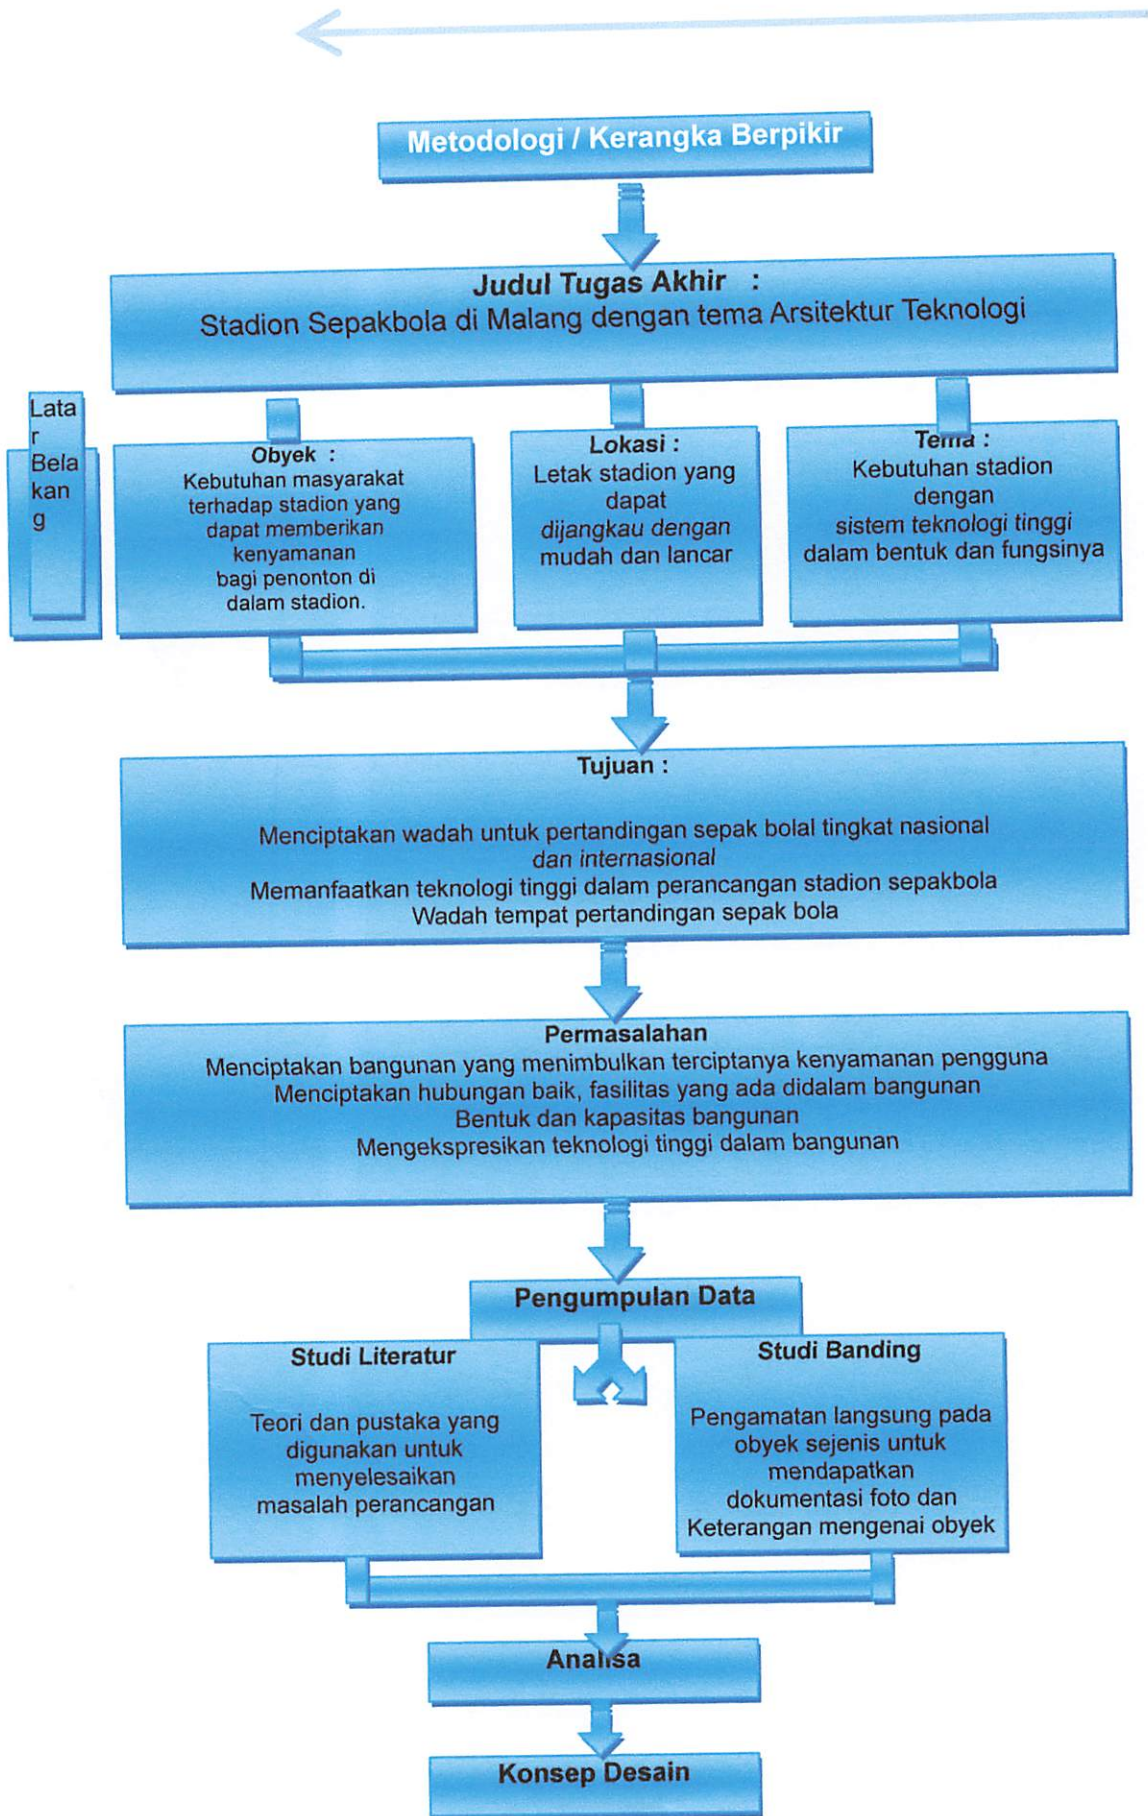 Metodologi / Kerangka Berpikir
Judul Tugas Akhir :
Stadion Sepakbola di Malang dengan tema Arsitektur Teknologi
Lata
r
Bela
kan
g
Obyek :
Kebutuhan masyarakat
terhadap stadion yang
dapat memberikan
kenyamanan
bagi penonton di
dalam stadion.
Lokasi :
Letak stadion yang
dapat
dijangkau dengan
mudah dan lancar
Tema :
Kebutuhan stadion
dengan
sistem teknologi tinggi
dalam bentuk dan fungsinya
Tujuan :
Menciptakan wadah untuk pertandingan sepak bolal tingkat nasional
dan internasional
Memanfaatkan teknologi tinggi dalam perancangan stadion sepakbola
Wadah tempat pertandingan sepak bola
Permasalahan
Menciptakan bangunan yang menimbulkan terciptanya kenyamanan pengguna
Menciptakan hubungan baik, fasilitas yang ada didalam bangunan
Bentuk dan kapasitas bangunan
Mengekspresikan teknologi tinggi dalam bangunan
Pengumpulan Data
Studi Literatur
Teori dan pustaka yang
digunakan untuk
menyelesaikan
masalah perancangan
Studi Banding
Pengamatan langsung pada
obyek sejenis untuk
mendapatkan
dokumentasi foto dan
Keterangan mengenai obyek
Analisa
Konsep Desain